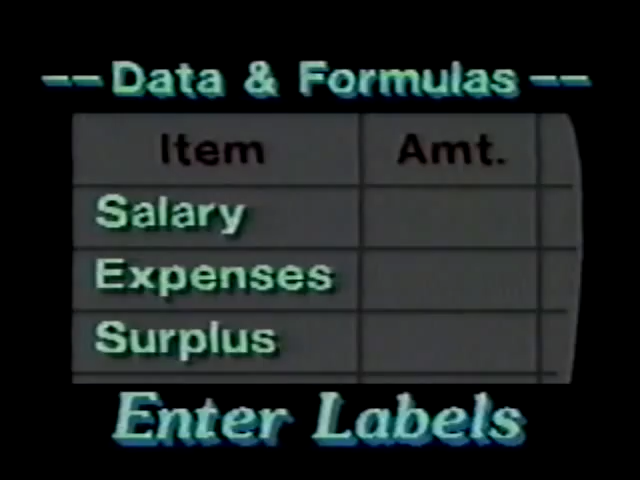 -- Data & Formulas --
Item Amt.
Salary
Expenses
Surplus
Enter Labels